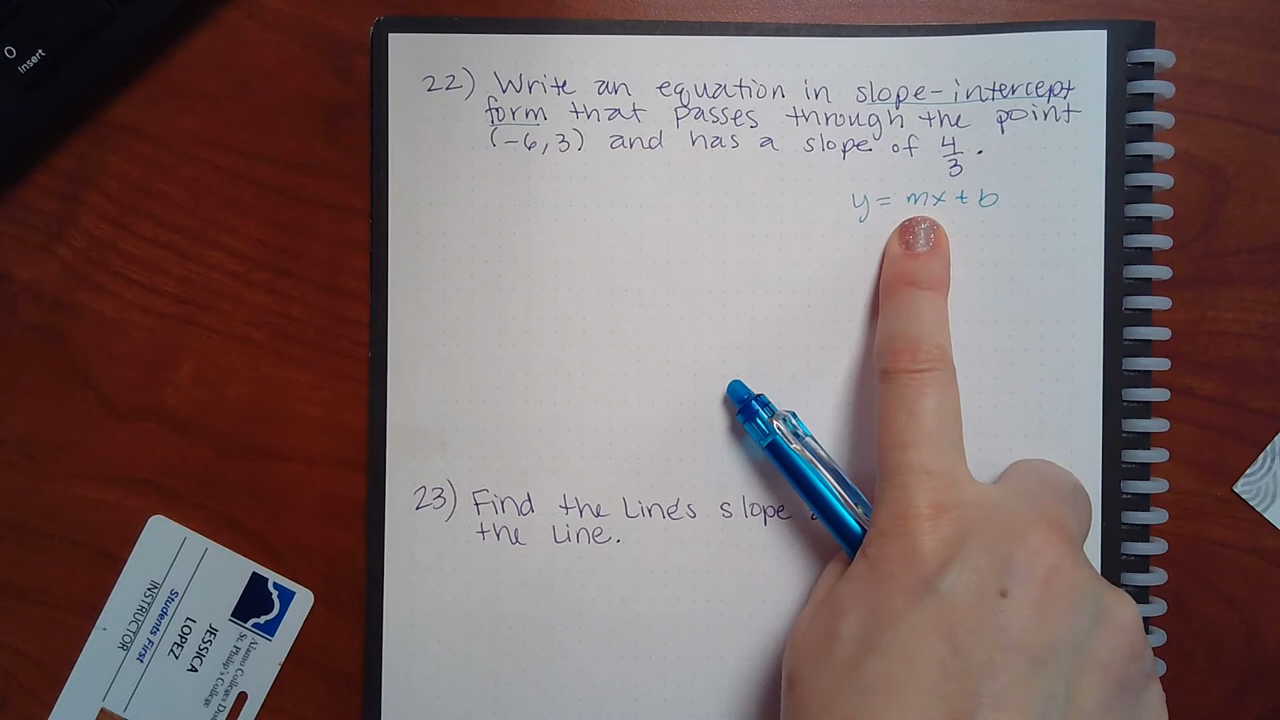 0
Insert
22) Write an equation in slope-intercept
form that passes through the point
(-6,3) and has a slope of 4/3.
y = mx + b
23) Find the Line's slope
the Line.
INSTRUCTOR
Students First
JESSICA
LOPEZ
Alamo Colleges
St. Philip's College